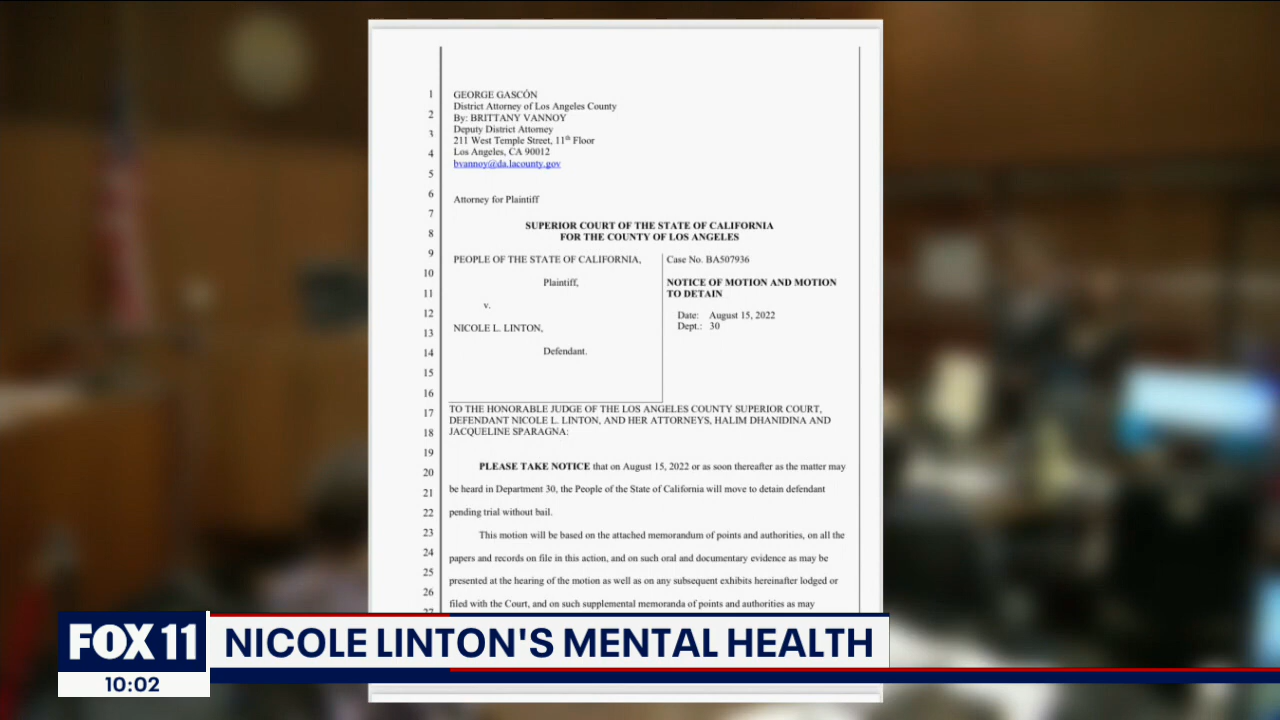 1 GEORGE GASCÓN
District Attorney of Los Angeles County
2 By: BRITTANY VANNOY
3 Deputy District Attorney
211 West Temple Street, 11th Floor
4 Los Angeles, CA 90012
bvannoy@da.lacounty.gov
5
6 Attorney for Plaintiff
7
SUPERIOR COURT OF THE STATE OF CALIFORNIA
8 FOR THE COUNTY OF LOS ANGELES
9 PEOPLE OF THE STATE OF CALIFORNIA,
10 Plaintiff,
11 v.
12
13 NICOLE L. LINTON,
14 Defendant.
15
16
Case No. BA507936
NOTICE OF MOTION AND MOTION
TO DETAIN
Date: August 15, 2022
Dept.: 30
17 TO THE HONORABLE JUDGE OF THE LOS ANGELES COUNTY SUPERIOR COURT,
DEFENDANT NICOLE L. LINTON, AND HER ATTORNEYS, HALIM DHANIDINA AND
18 JACQUELINE SPARAGNA:
19
20 PLEASE TAKE NOTICE that on August 15, 2022 or as soon thereafter as the matter may
21 be heard in Department 30, the People of the State of California will move to detain defendant
22 pending trial without bail.
23 This motion will be based on the attached memorandum of points and authorities, on all the
24 papers and records on file in this action, and on such oral and documentary evidence as may be
25 presented at the hearing of the motion as well as on any subsequent exhibits hereinafter lodged or
26 filed with the Court, and on such supplemental memoranda of points and authorities as may
FOX 11
10:02
NICOLE LINTON'S MENTAL HEALTH